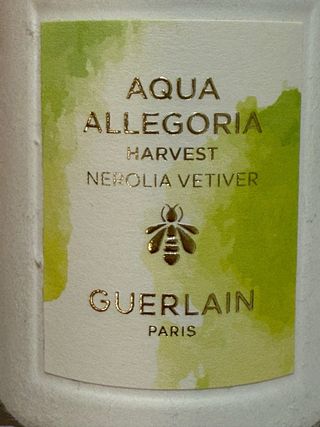 AQUA
ALLEGORIA
HARVEST
NEROLIA VETIVER
GUERLAIN
PARIS